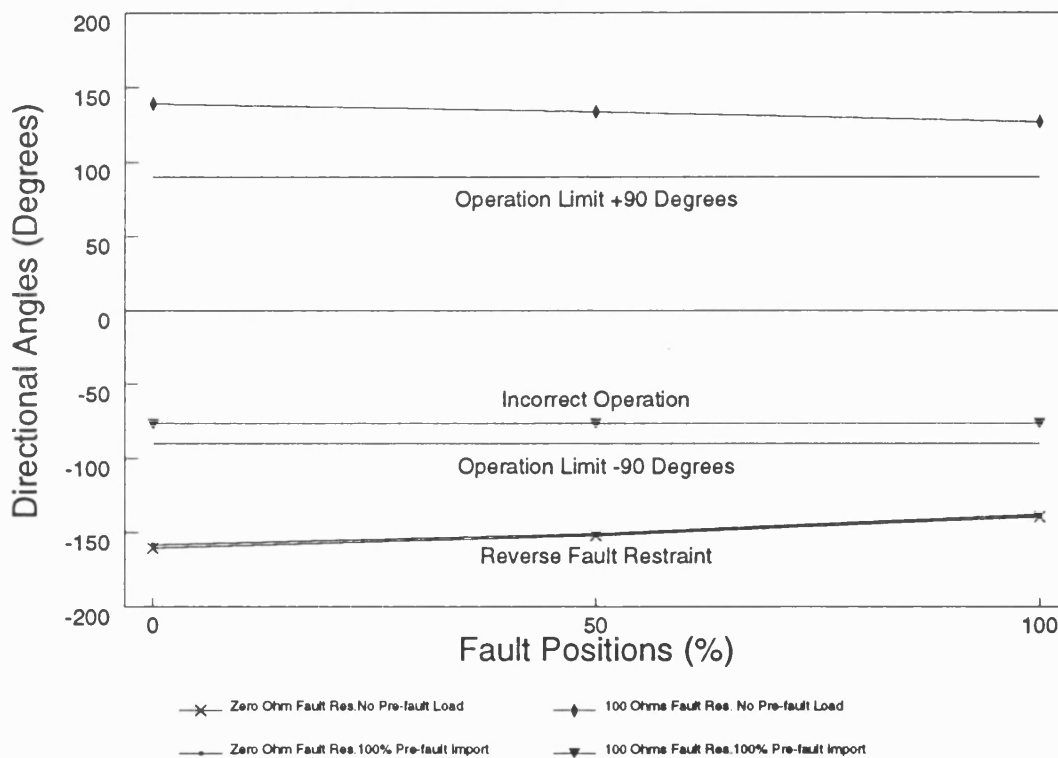 200
150
100
50
0
-50
-100
-150
-200
Directional Angles (Degrees)
Operation Limit +90 Degrees
Incorrect Operation
Operation Limit -90 Degrees
Reverse Fault Restraint
0
50
100
Fault Positions (%)
Zero Ohm Fault Res.No Pre-fault Load
100 Ohms Fault Res. No Pre-fault Load
Zero Ohm Fault Res.100% Pre-fault Import
100 Ohms Fault Res.100% Pre-fault Import